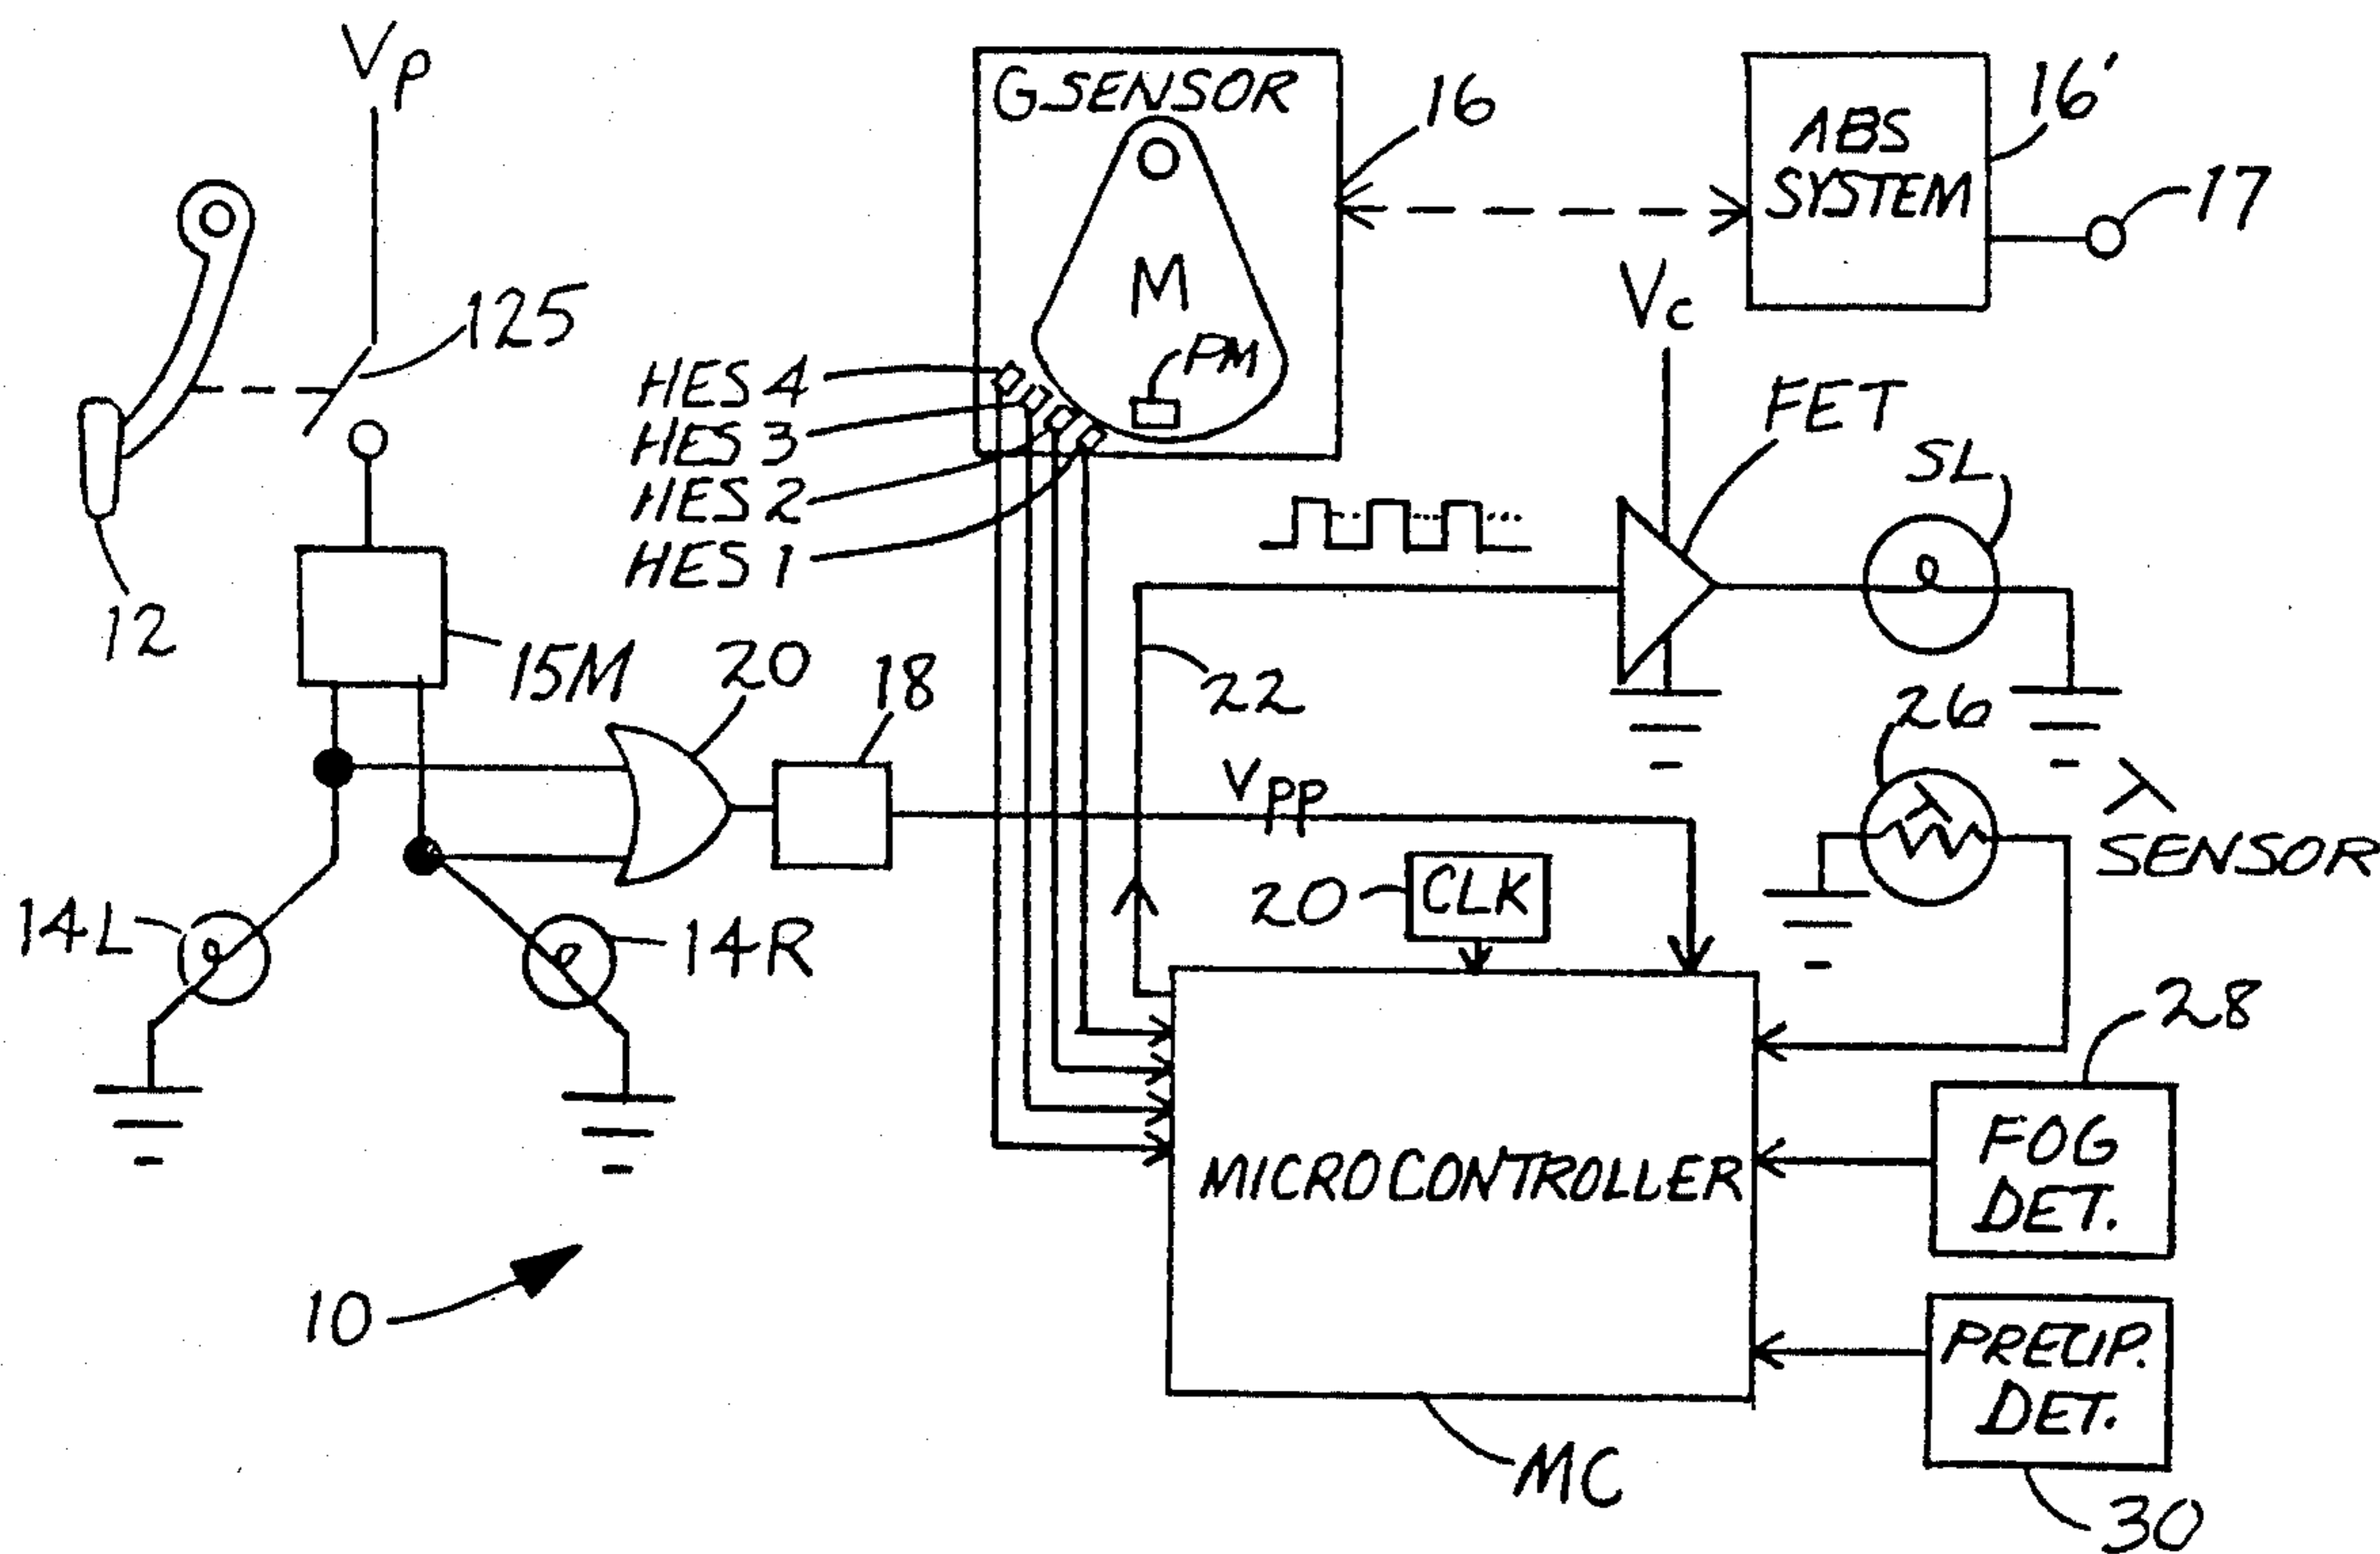 Vp
G SENSOR
16
ABS
SYSTEM
16'
17
M
PM
Vc
125
HES 4
HES 3
HES 2
HES 1
FET
SL
12
15M
20
18
22
26
λ
λ
SENSOR
VPP
20
CLK
14L
14R
28
FOG
DET.
MICROCONTROLLER
10
PRECIP.
DET.
MC
30